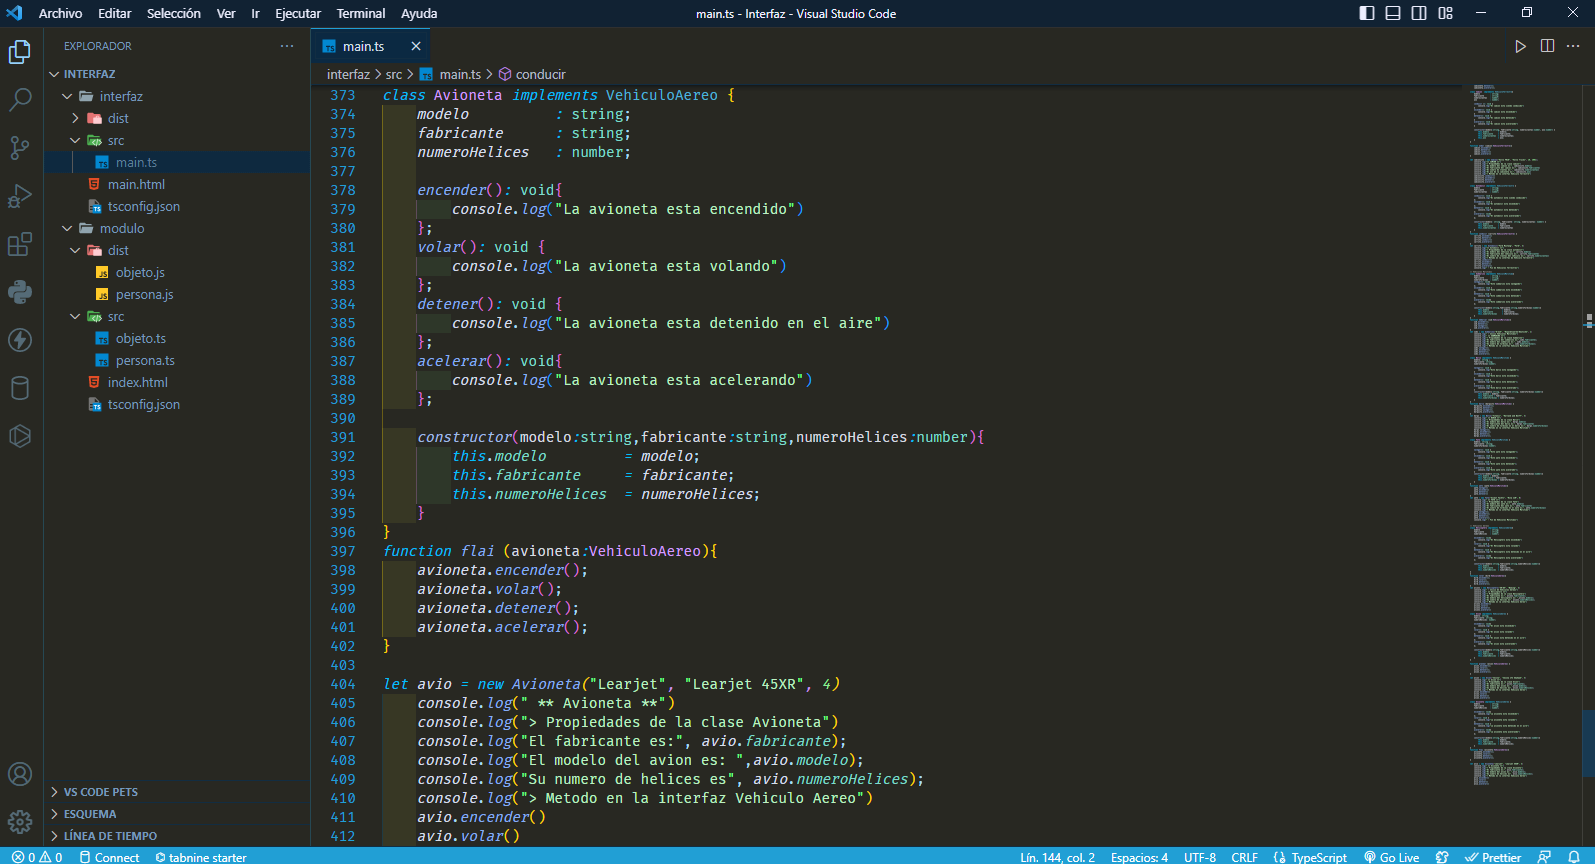 Archivo Editar Selección Ver Ir Ejecutar Terminal Ayuda
main.ts - Interfaz - Visual Studio Code
EXPLORADOR
INTERFAZ
interfaz
dist
src
main.ts
main.html
tsconfig.json
modulo
dist
objeto.js
persona.js
src
objeto.ts
persona.ts
index.html
tsconfig.json
VS CODE PETS
ESQUEMA
LÍNEA DE TIEMPO
main.ts
interfaz > src > main.ts > conducir
373 class Avioneta implements VehiculoAereo {
374 modelo : string;
375 fabricante : string;
376 numeroHelices : number;
377
378 encender(): void{
379 console.log("La avioneta esta encendido")
380 };
381 volar(): void {
382 console.log("La avioneta esta volando")
383 };
384 detener(): void {
385 console.log("La avioneta esta detenido en el aire")
386 };
387 acelerar(): void{
388 console.log("La avioneta esta acelerando")
389 };
390
391 constructor(modelo:string,fabricante:string,numeroHelices:number){
392 this.modelo = modelo;
393 this.fabricante = fabricante;
394 this.numeroHelices = numeroHelices;
395 }
396 }
397 function flai (avioneta:VehiculoAereo){
398 avioneta.encender();
399 avioneta.volar();
400 avioneta.detener();
401 avioneta.acelerar();
402 }
403
404 let avio = new Avioneta("Learjet", "Learjet 45XR", 4)
405 console.log(" ** Avioneta **")
406 console.log("> Propiedades de la clase Avioneta")
407 console.log("El fabricante es:", avio.fabricante);
408 console.log("El modelo del avion es: ",avio.modelo);
409 console.log("Su numero de helices es", avio.numeroHelices);
410 console.log("> Metodo en la interfaz Vehiculo Aereo")
411 avio.encender()
412 avio.volar()
0 0 Connect tabnine starter
Lín. 144, col. 2 Espacios: 4 UTF-8 CRLF TypeScript Go Live Prettier